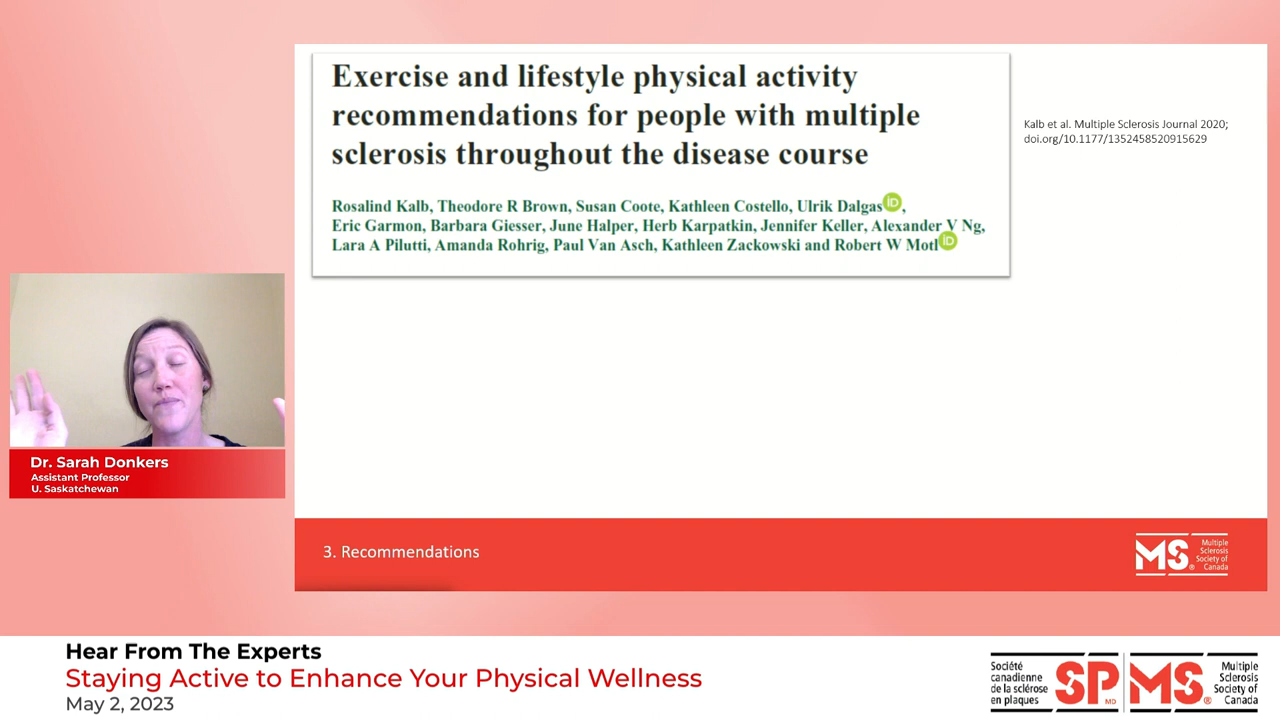 Exercise and lifestyle physical activity
recommendations for people with multiple
sclerosis throughout the disease course
Rosalind Kalb, Theodore R Brown, Susan Coote, Kathleen Costello, Ulrik Dalgas iD,
Eric Garmon, Barbara Giesser, June Halper, Herb Karpatkin, Jennifer Keller, Alexander V Ng,
Lara A Pilutti, Amanda Rohrig, Paul Van Asch, Kathleen Zackowski and Robert W Motl iD
Kalb et al. Multiple Sclerosis Journal 2020;
doi.org/10.1177/1352458520915629
Dr. Sarah Donkers
Assistant Professor
U. Saskatchewan
3. Recommendations
MS®
Multiple
Sclerosis
Society of
Canada
Hear From The Experts
Staying Active to Enhance Your Physical Wellness
May 2, 2023
Société
canadienne
de la sclérose
en plaques
SP MD
MS®
Multiple
Sclerosis
Society of
Canada